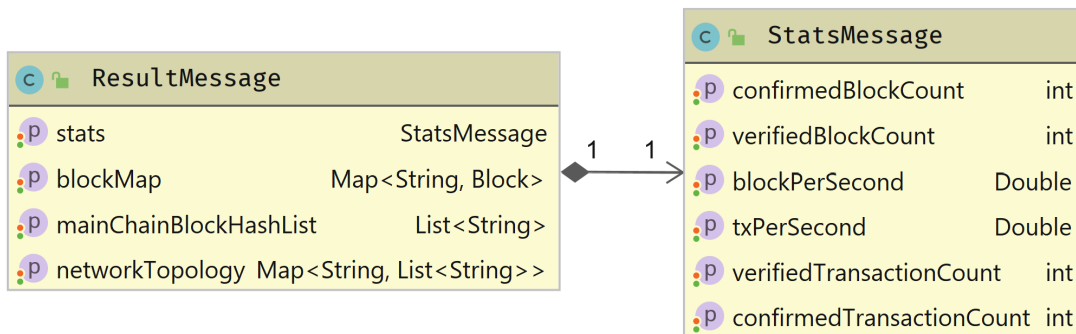 C ResultMessage
p stats StatsMessage
p blockMap Map<String, Block>
p mainChainBlockHashList List<String>
p networkTopology Map<String, List<String>>
1 1
C StatsMessage
p confirmedBlockCount int
p verifiedBlockCount int
p blockPerSecond Double
p txPerSecond Double
p verifiedTransactionCount int
p confirmedTransactionCount int